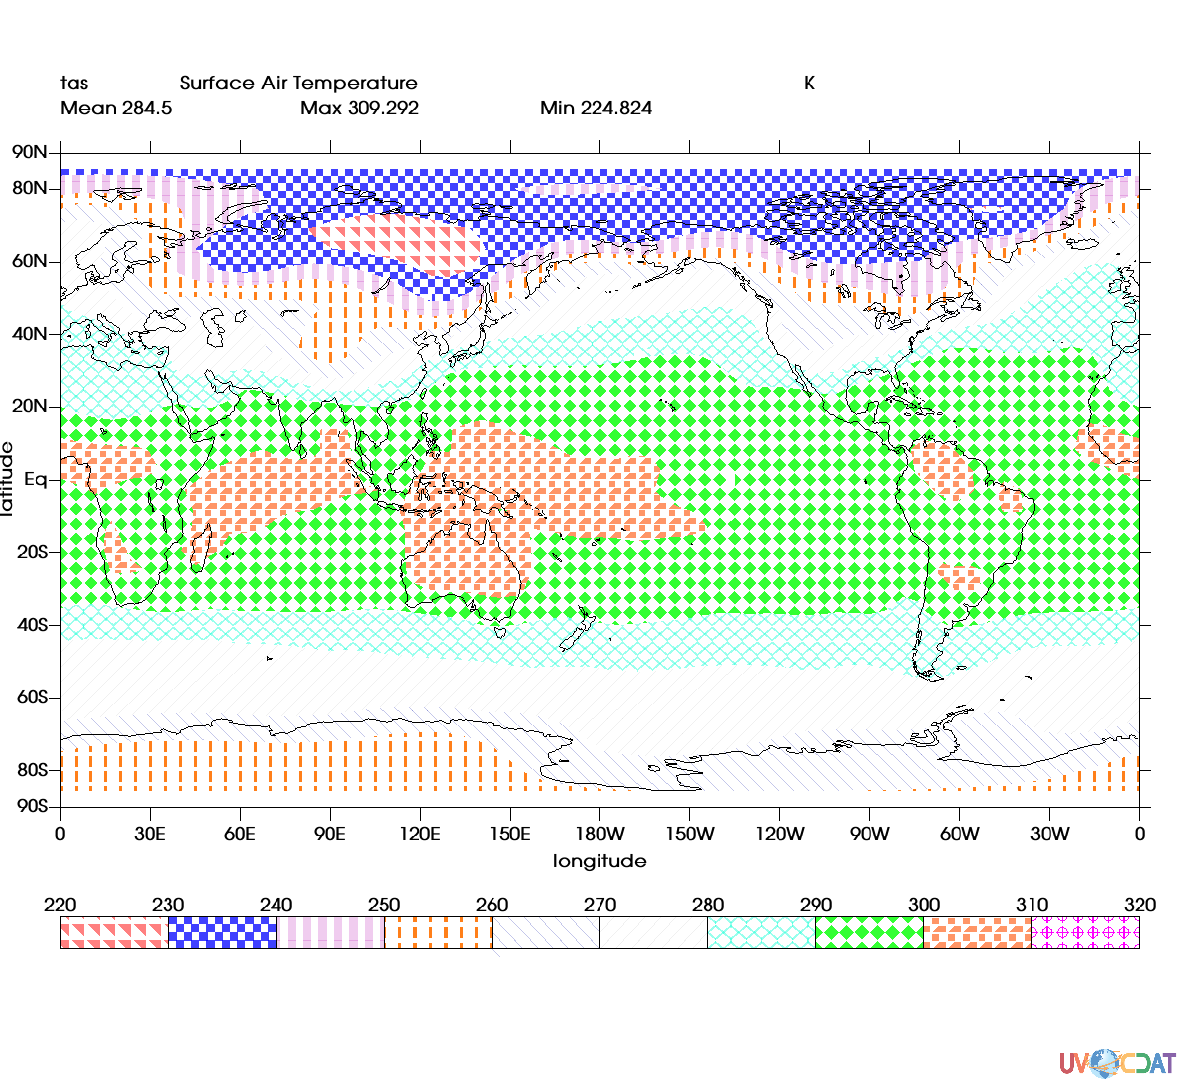 tas Surface Air Temperature K
Mean 284.5 Max 309.292 Min 224.824
90N
80N
60N
40N
20N
Eq
20S
40S
60S
80S
90S
latitude
0 30E 60E 90E 120E 150E 180W 150W 120W 90W 60W 30W 0
longitude
220 230 240 250 260 270 280 290 300 310 320
UVCDAT